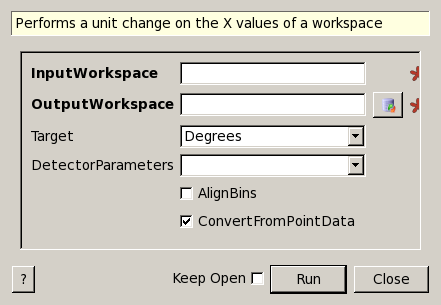 Performs a unit change on the X values of a workspace
InputWorkspace
OutputWorkspace
Target Degrees
DetectorParameters
AlignBins
ConvertFromPointData
? Keep Open Run Close